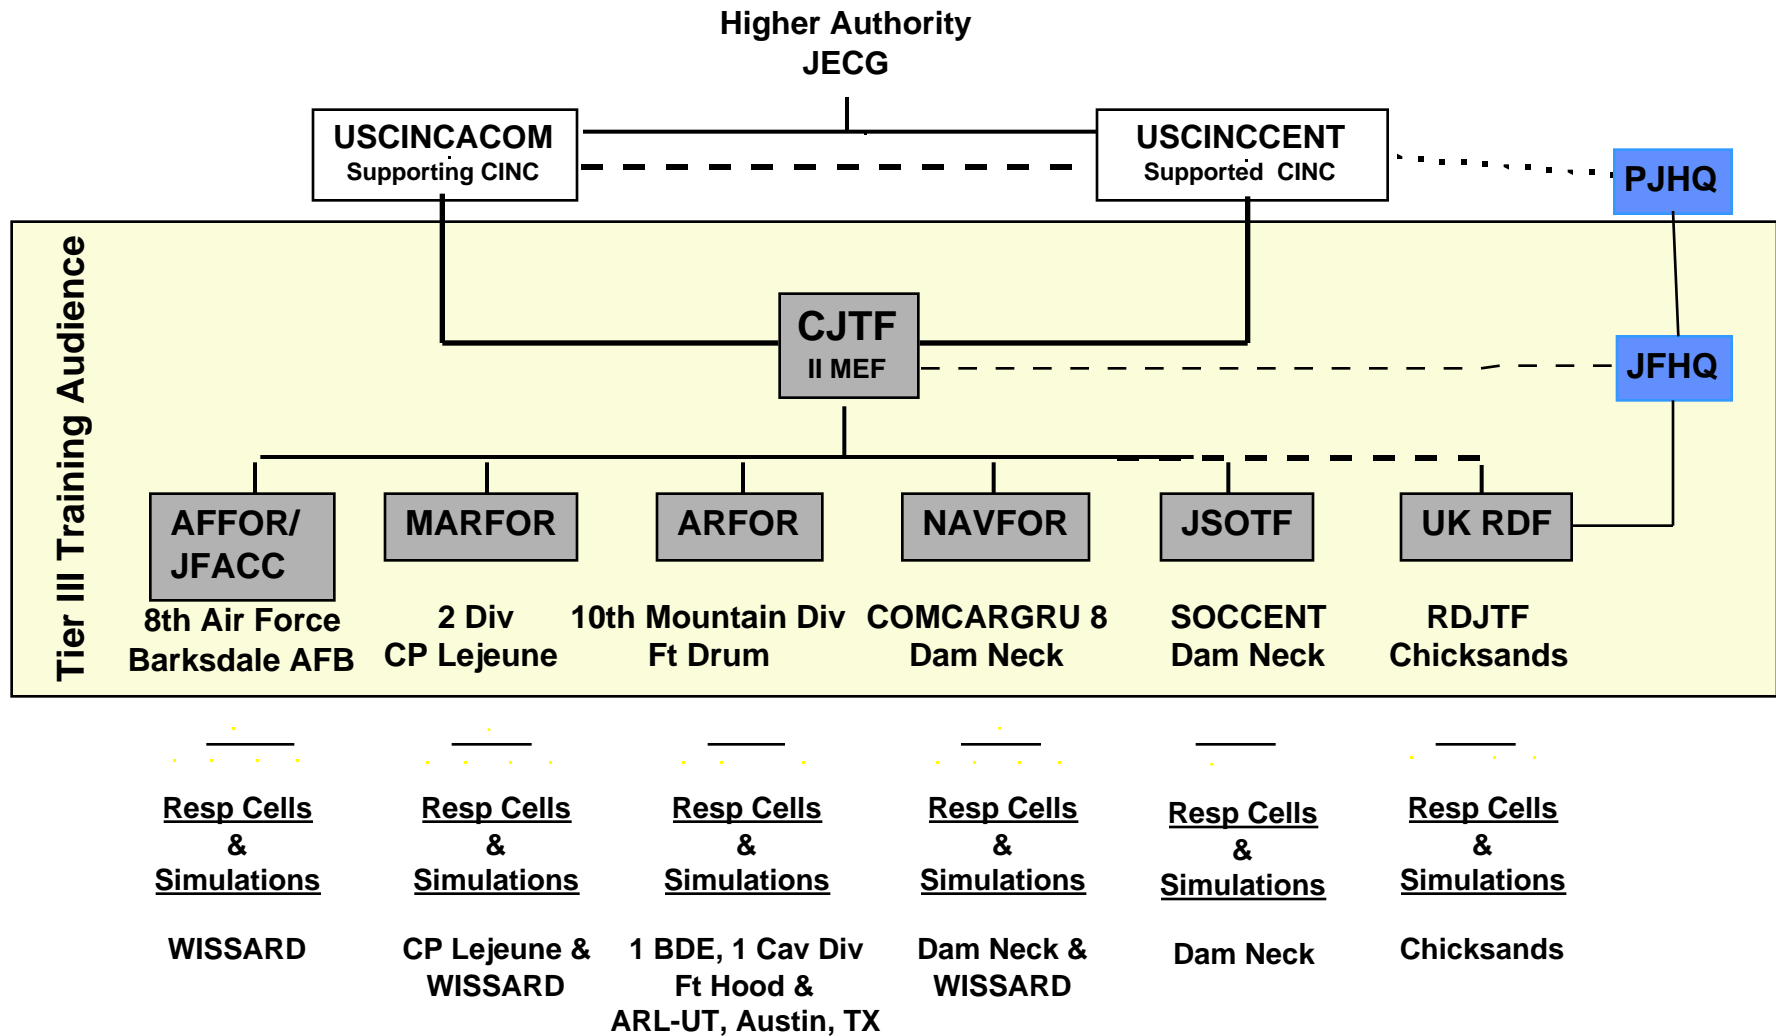 Higher Authority
JECG
USCINCACOM
Supporting CINC
USCINCCENT
Supported CINC
PJHQ
Tier III Training Audience
CJTF
II MEF
JFHQ
AFFOR/
JFACC
MARFOR
ARFOR
NAVFOR
JSOTF
UK RDF
8th Air Force
Barksdale AFB
2 Div
CP Lejeune
10th Mountain Div
Ft Drum
COMCARGRU 8
Dam Neck
SOCCENT
Dam Neck
RDJTF
Chicksands
Resp Cells
&
Simulations
WISSARD
Resp Cells
&
Simulations
CP Lejeune &
WISSARD
Resp Cells
&
Simulations
1 BDE, 1 Cav Div
Ft Hood &
ARL-UT, Austin, TX
Resp Cells
&
Simulations
Dam Neck &
WISSARD
Resp Cells
&
Simulations
Dam Neck
Resp Cells
&
Simulations
Chicksands